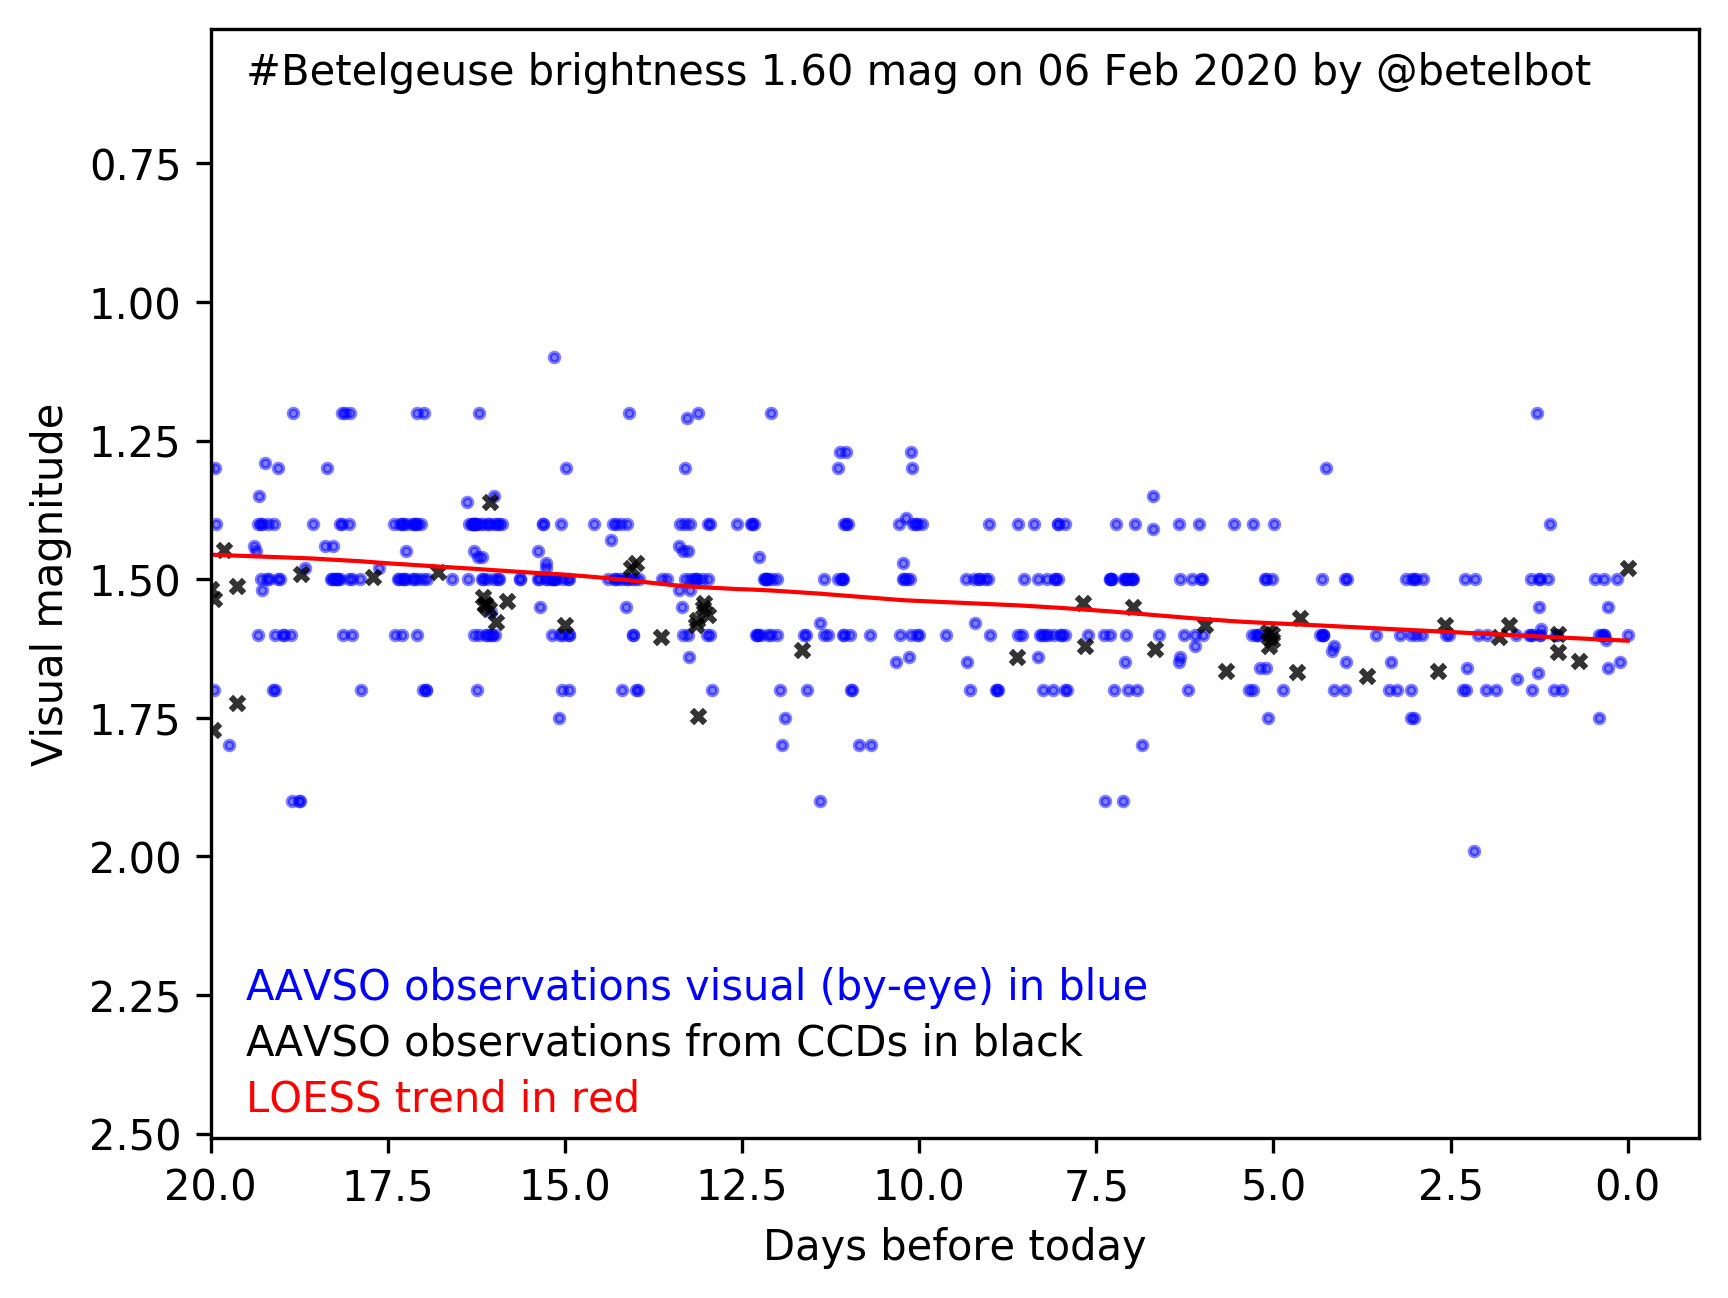 #Betelgeuse brightness 1.60 mag on 06 Feb 2020 by @betelbot
0.75
1.00
1.25
1.50
1.75
2.00
2.25
2.50
Visual magnitude
AAVSO observations visual (by-eye) in blue
AAVSO observations from CCDs in black
LOESS trend in red
20.0 17.5 15.0 12.5 10.0 7.5 5.0 2.5 0.0
Days before today